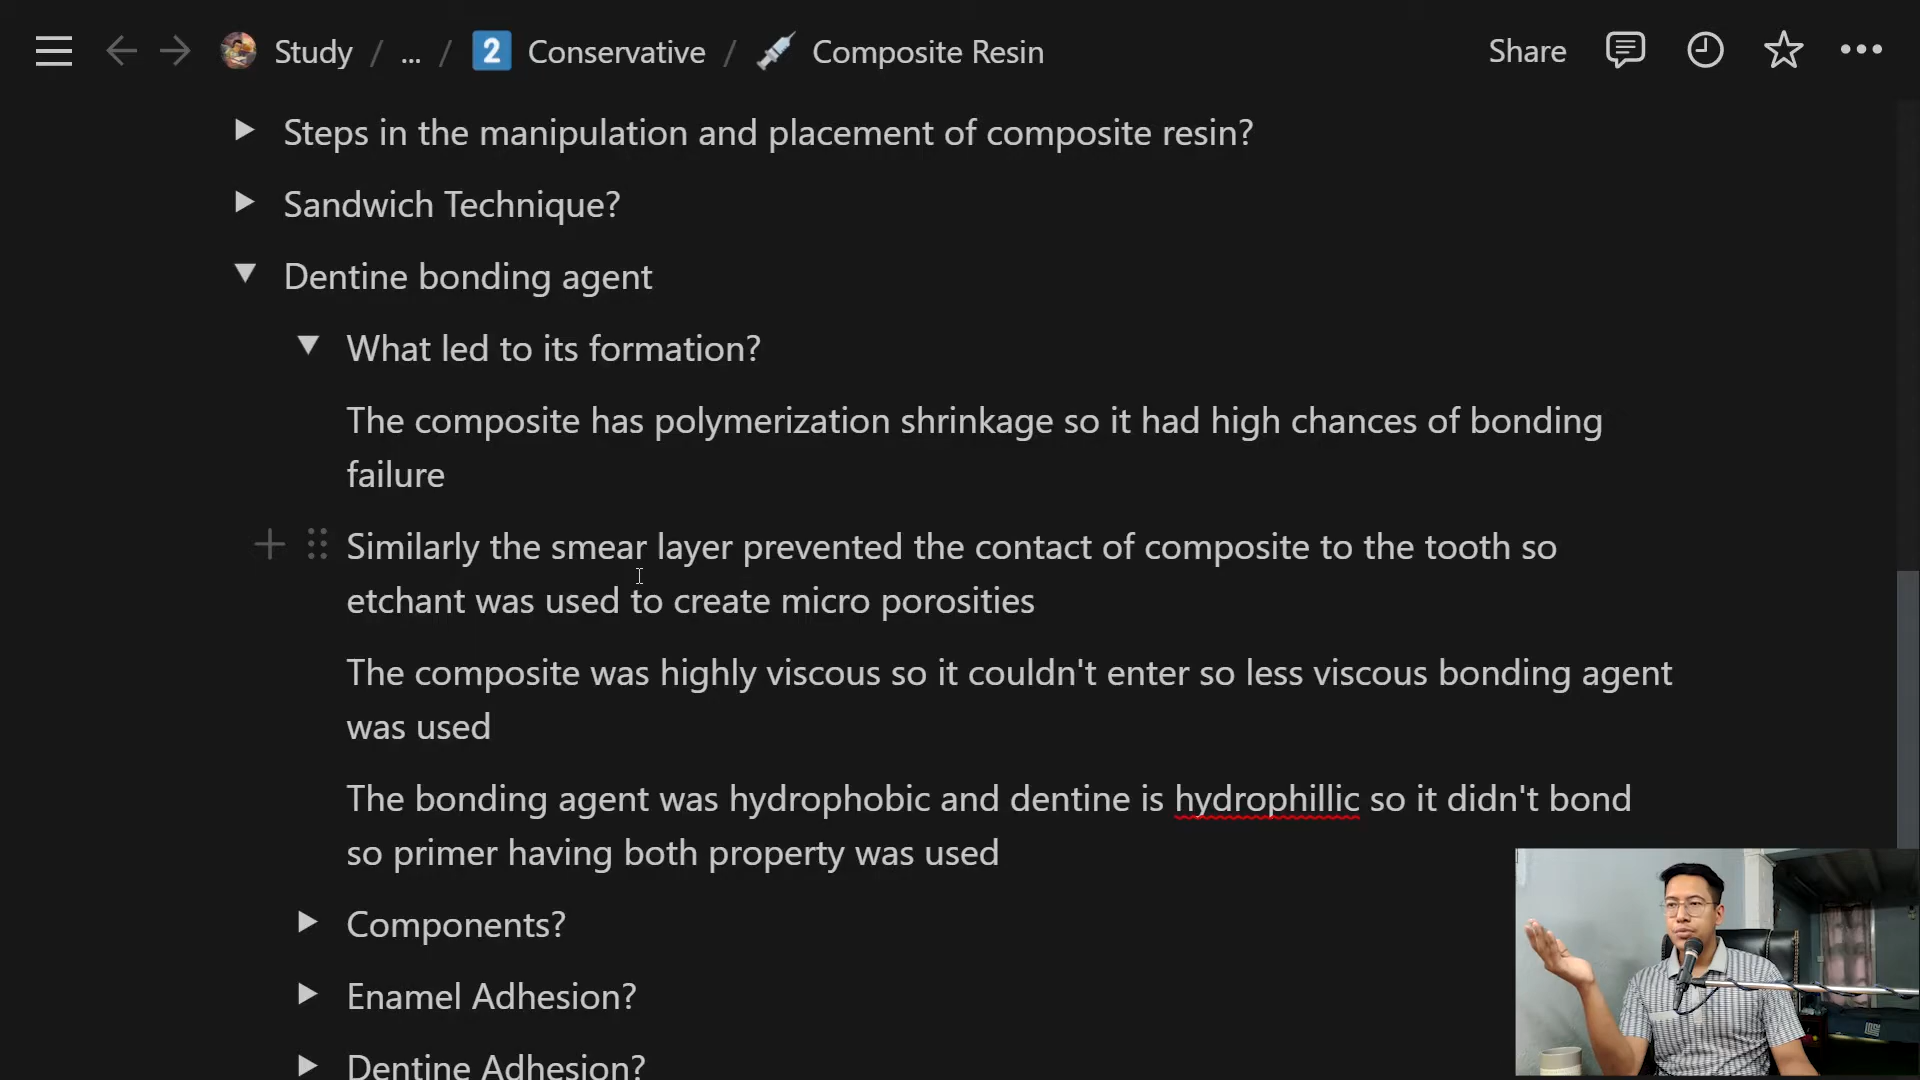 Study / ... / 2 Conservative / Composite Resin
Share
Steps in the manipulation and placement of composite resin?
Sandwich Technique?
Dentine bonding agent
What led to its formation?
The composite has polymerization shrinkage so it had high chances of bonding
failure
Similarly the smear layer prevented the contact of composite to the tooth so
etchant was used to create micro porosities
The composite was highly viscous so it couldn't enter so less viscous bonding agent
was used
The bonding agent was hydrophobic and dentine is hydrophillic so it didn't bond
so primer having both property was used
Components?
Enamel Adhesion?
Dentine Adhesion?